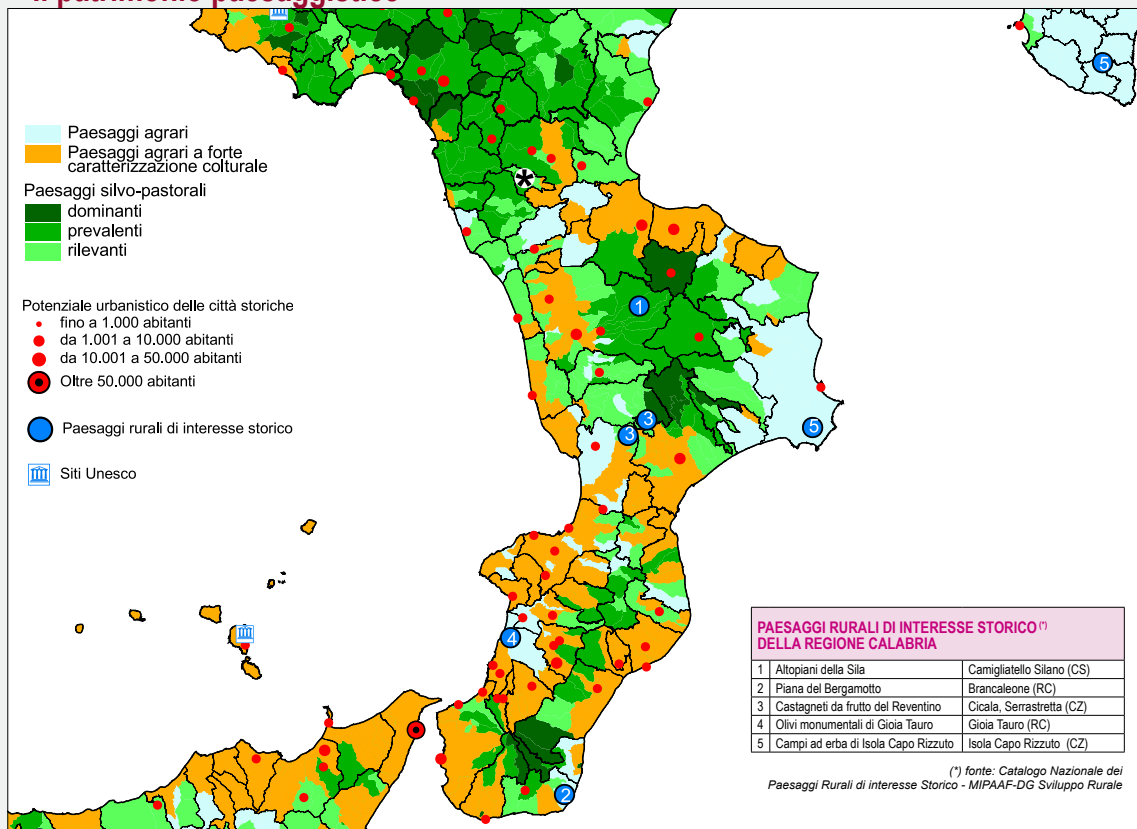 Il patrimonio paesaggistico
Paesaggi agrari
Paesaggi agrari a forte
caratterizzazione colturale
Paesaggi silvo-pastorali
dominanti
prevalenti
rilevanti
Potenziale urbanistico delle città storiche
fino a 1.000 abitanti
da 1.001 a 10.000 abitanti
da 10.001 a 50.000 abitanti
Oltre 50.000 abitanti
Paesaggi rurali di interesse storico
Siti Unesco
5
*
1
3
3
5
4
2
PAESAGGI RURALI DI INTERESSE STORICO (*)
DELLA REGIONE CALABRIA
1 Altopiani della Sila Camigliatello Silano (CS)
2 Piana del Bergamotto Brancaleone (RC)
3 Castagneti da frutto del Reventino Cicala, Serrastretta (CZ)
4 Olivi monumentali di Gioia Tauro Gioia Tauro (RC)
5 Campi ad erba di Isola Capo Rizzuto Isola Capo Rizzuto (CZ)
(*) fonte: Catalogo Nazionale dei
Paesaggi Rurali di interesse Storico - MIPAAF-DG Sviluppo Rurale